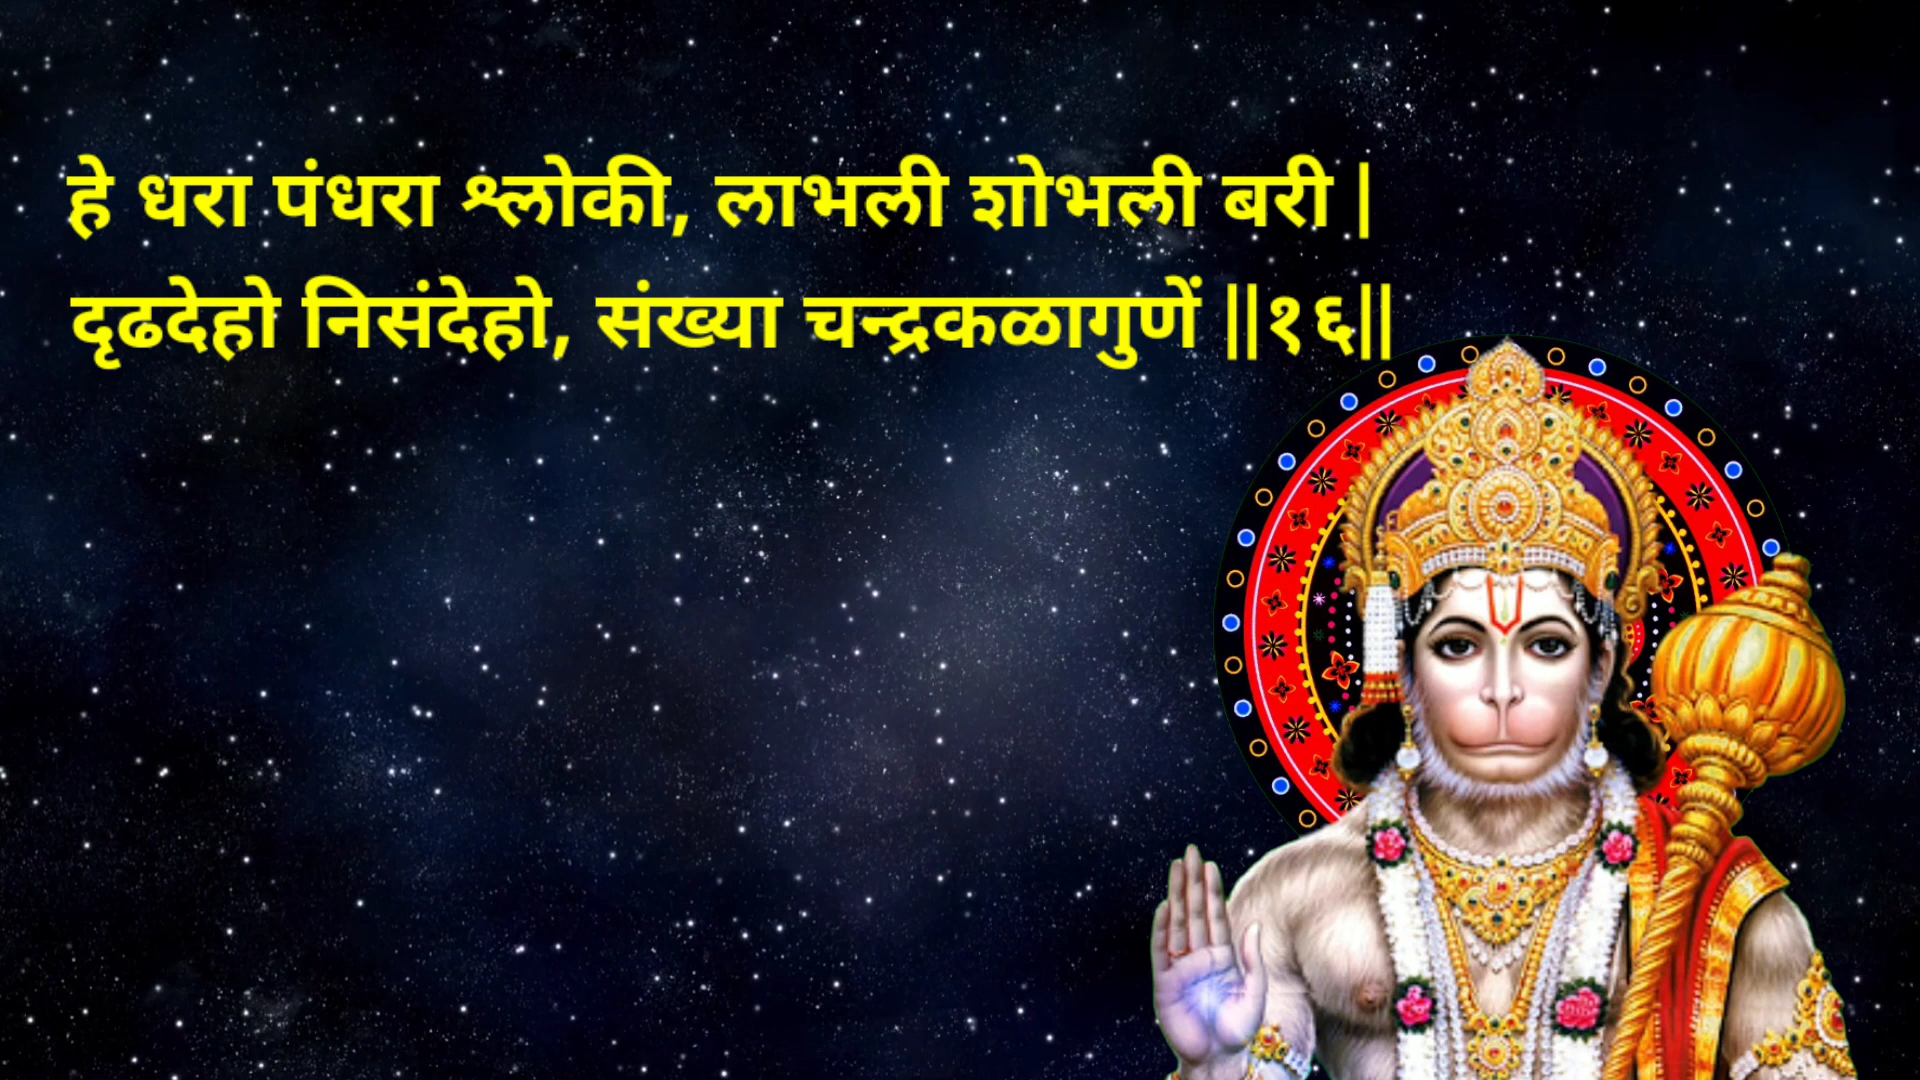 हे धरा पंधरा श्लोकी, लाभली शोभली बरी |
दृढदेहो निसंदेहो, संख्या चन्द्रकळागुणें ||१६||